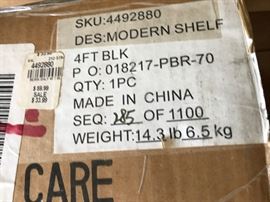 SKU:4492880
DES:MODERN SHELF
4FT BLK
P O: 018217-PBR-70
QTY: 1PC
MADE IN CHINA
SEQ: 285 OF 1100
WEIGHT:14.3 lb 6.5 kg
4492880
$ 59.99
SALE
$ 33.99
CARE